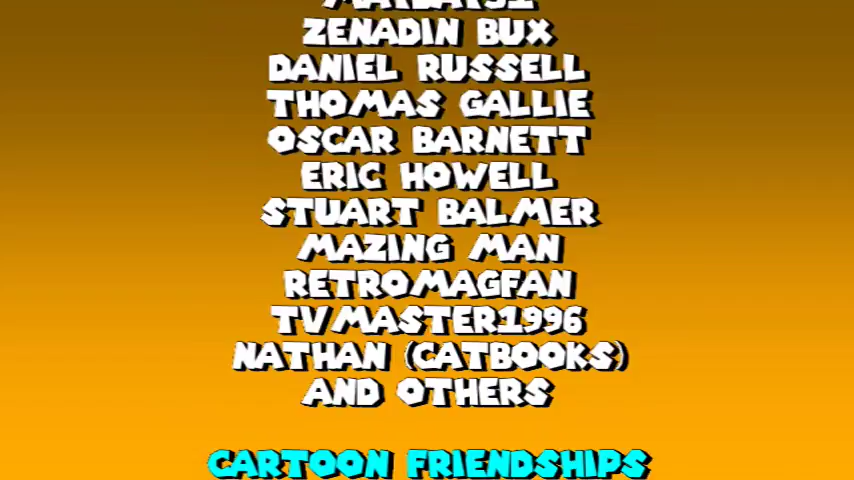 ZENADIN BUX
DANIEL RUSSELL
THOMAS GALLIE
OSCAR BARNETT
ERIC HOWELL
STUART BALMER
MAZING MAN
RETROMAGFAN
TVMASTER1996
NATHAN (CATBOOKS)
AND OTHERS
CARTOON FRIENDSHIPS